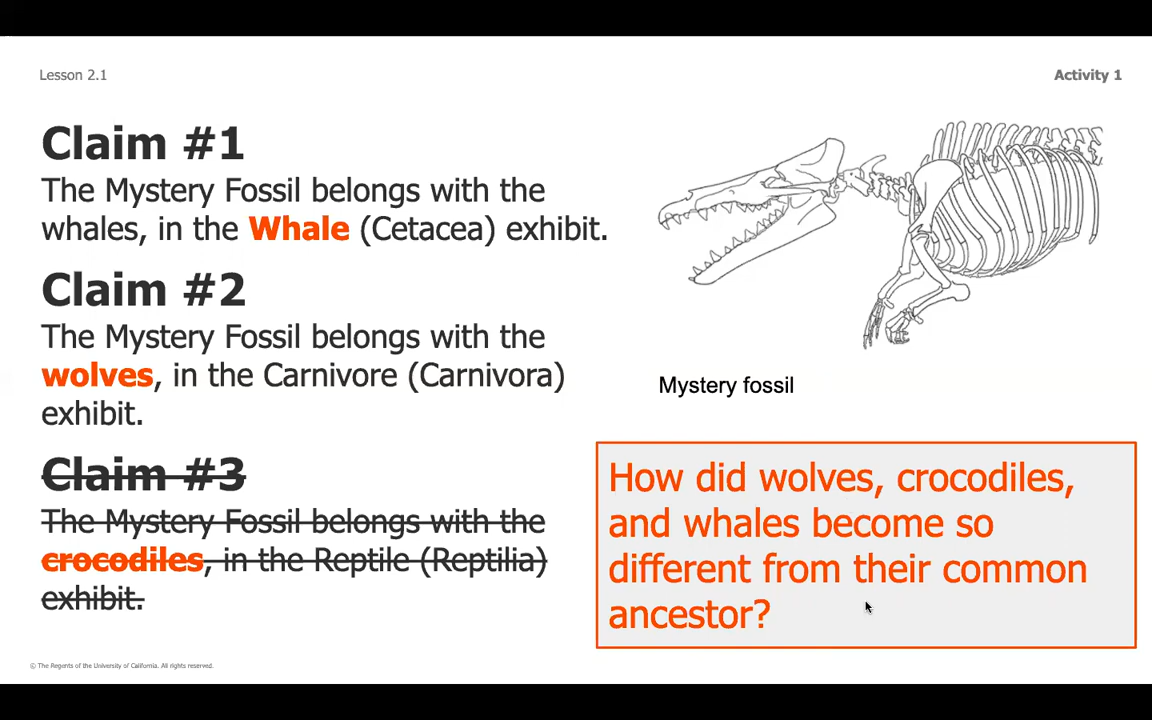 Lesson 2.1
Activity 1
Claim #1
The Mystery Fossil belongs with the
whales, in the Whale (Cetacea) exhibit.
Claim #2
The Mystery Fossil belongs with the
wolves, in the Carnivore (Carnivora)
exhibit.
Claim #3
The Mystery Fossil belongs with the
crocodiles, in the Reptile (Reptilia)
exhibit.
Mystery fossil
How did wolves, crocodiles,
and whales become so
different from their common
ancestor?
© The Regents of the University of California. All rights reserved.